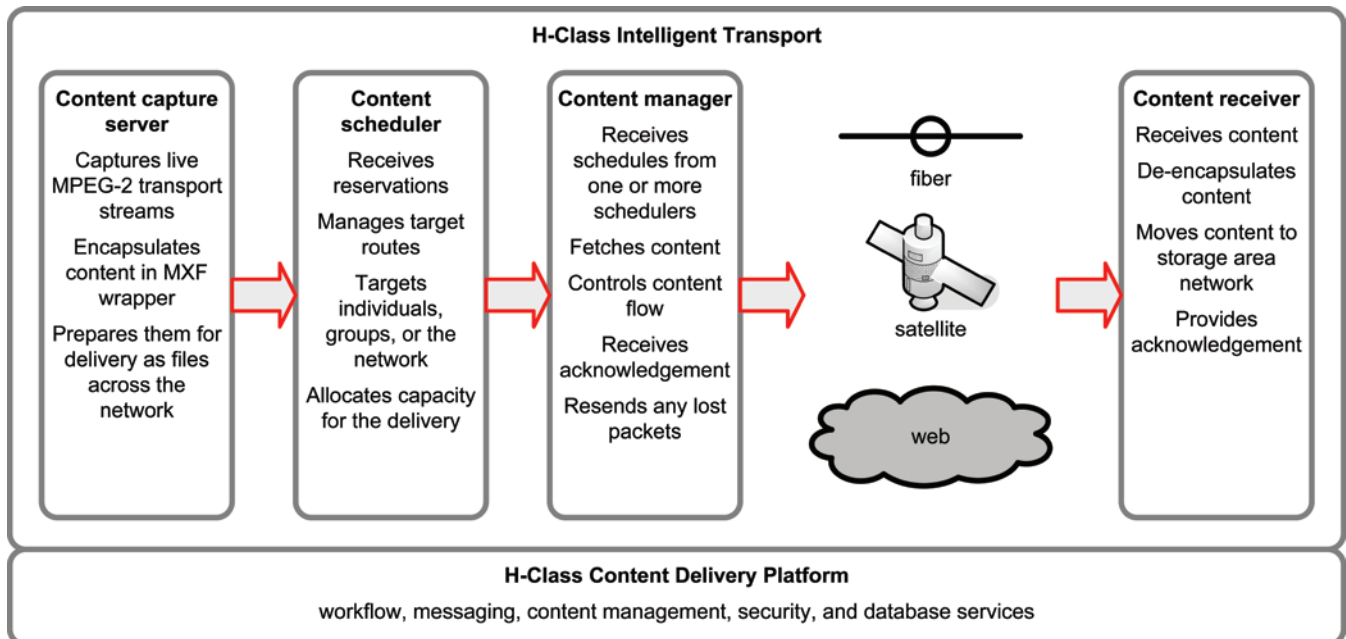 H-Class Intelligent Transport
Content capture
server
Captures live
MPEG-2 transport
streams
Encapsulates
content in MXF
wrapper
Prepares them for
delivery as files
across the
network
Content
scheduler
Receives
reservations
Manages target
routes
Targets
individuals,
groups, or the
network
Allocates capacity
for the delivery
Content manager
Receives
schedules from
one or more
schedulers
Fetches content
Controls content
flow
Receives
acknowledgement
Resends any lost
packets
fiber
satellite
web
Content receiver
Receives content
De-encapsulates
content
Moves content to
storage area
network
Provides
acknowledgement
H-Class Content Delivery Platform
workflow, messaging, content management, security, and database services